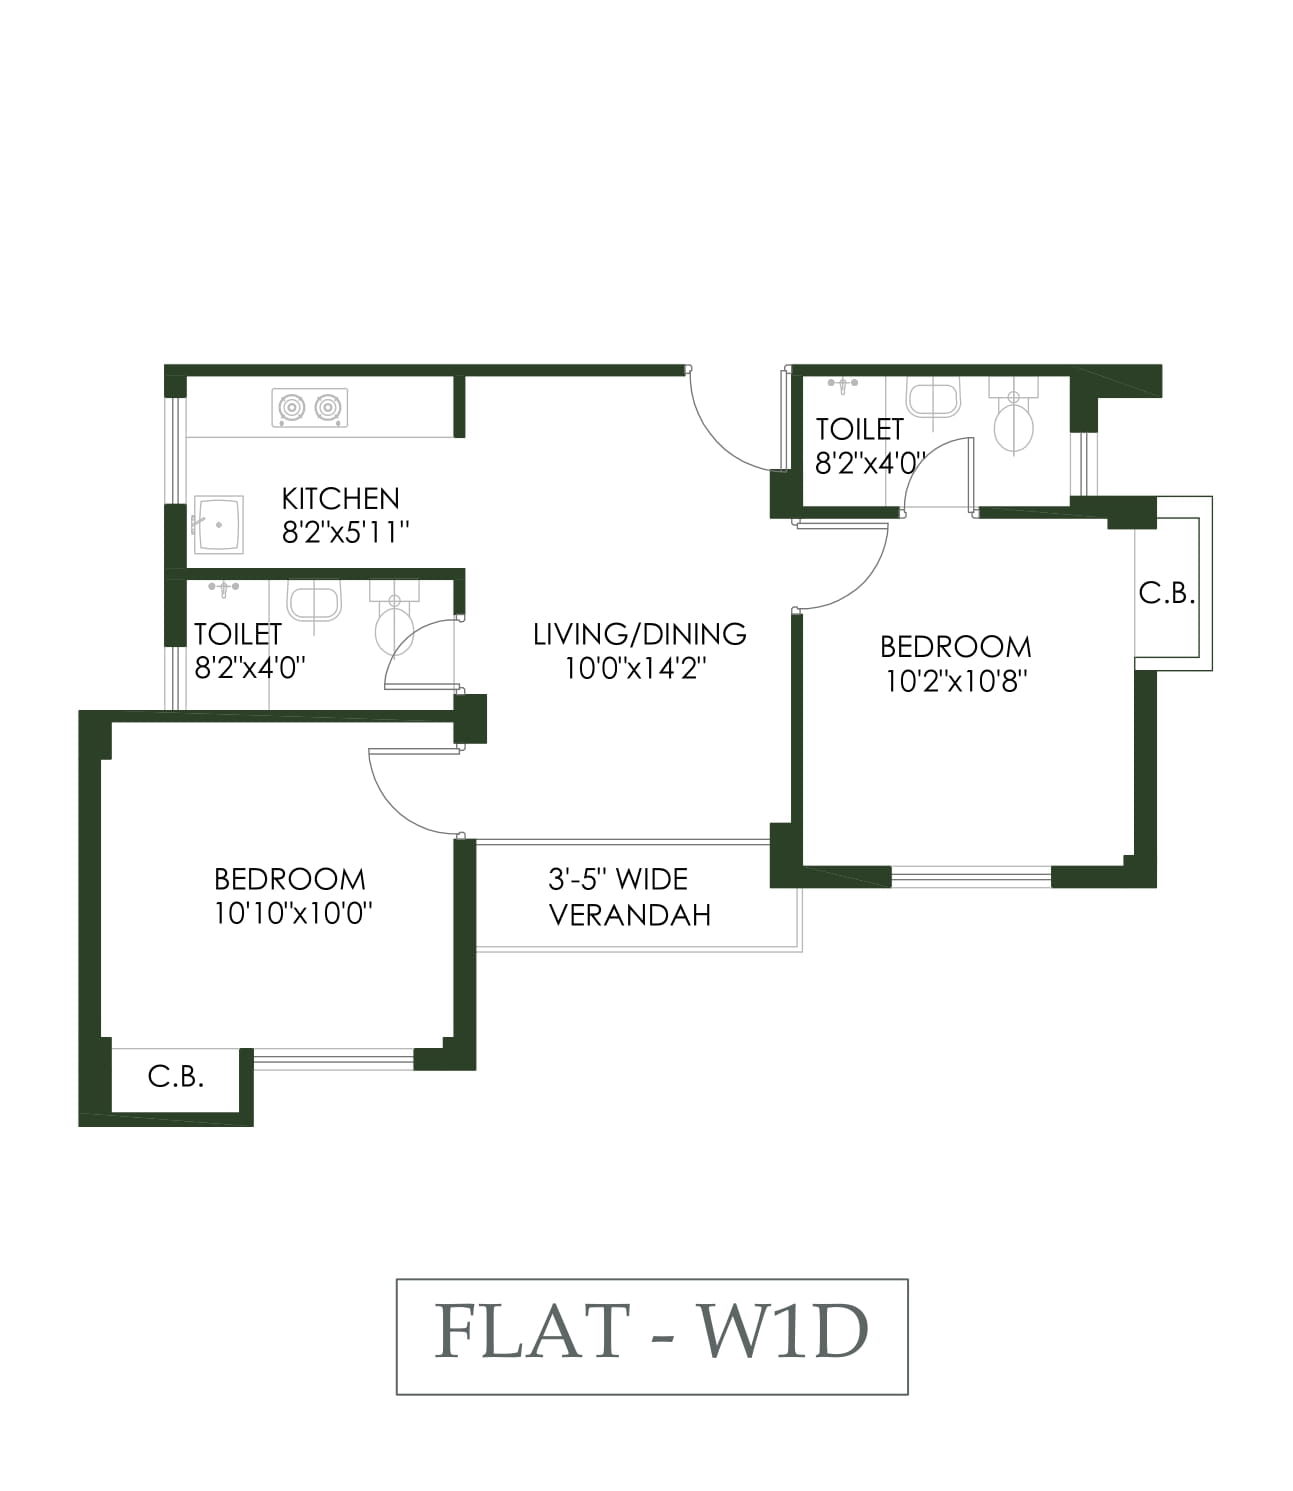 TOILET
8'2"x4'0"
KITCHEN
8'2"x5'11"
C.B.
TOILET
8'2"x4'0"
LIVING/DINING
10'0"x14'2"
BEDROOM
10'2"x10'8"
BEDROOM
10'10"x10'0"
3'-5" WIDE
VERANDAH
C.B.
FLAT - W1D